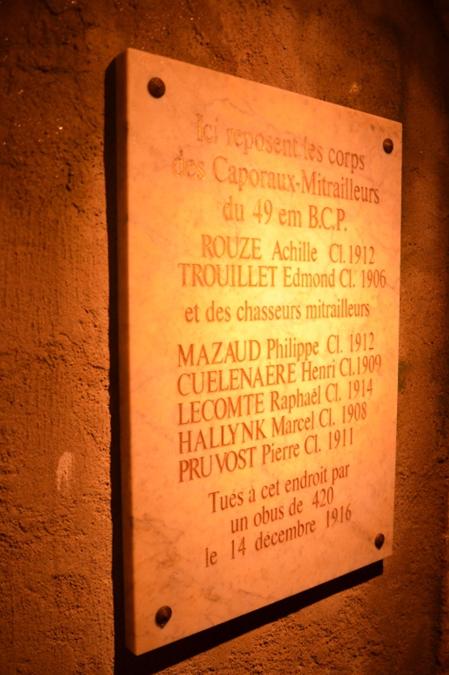 Ici reposent les corps
des Caporaux-Mitrailleurs
du 49 em B.C.P.
ROUZE Achille Cl. 1912
TROUILLET Edmond Cl. 1906
et des chasseurs mitrailleurs
MAZAUD Philippe Cl. 1912
CUELENAERE Henri Cl. 1909
LECOMTE Raphaël Cl. 1914
HALLYNK Marcel Cl. 1908
PRUVOST Pierre Cl. 1911
Tués à cet endroit par
un obus de 420
le 14 décembre 1916